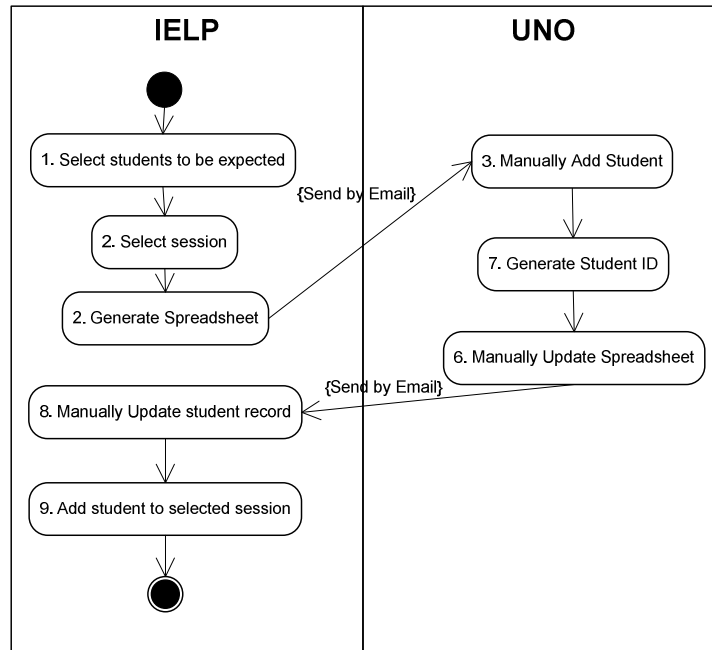 IELP
UNO
1. Select students to be expected
2. Select session
2. Generate Spreadsheet
{Send by Email}
3. Manually Add Student
7. Generate Student ID
6. Manually Update Spreadsheet
{Send by Email}
8. Manually Update student record
9. Add student to selected session